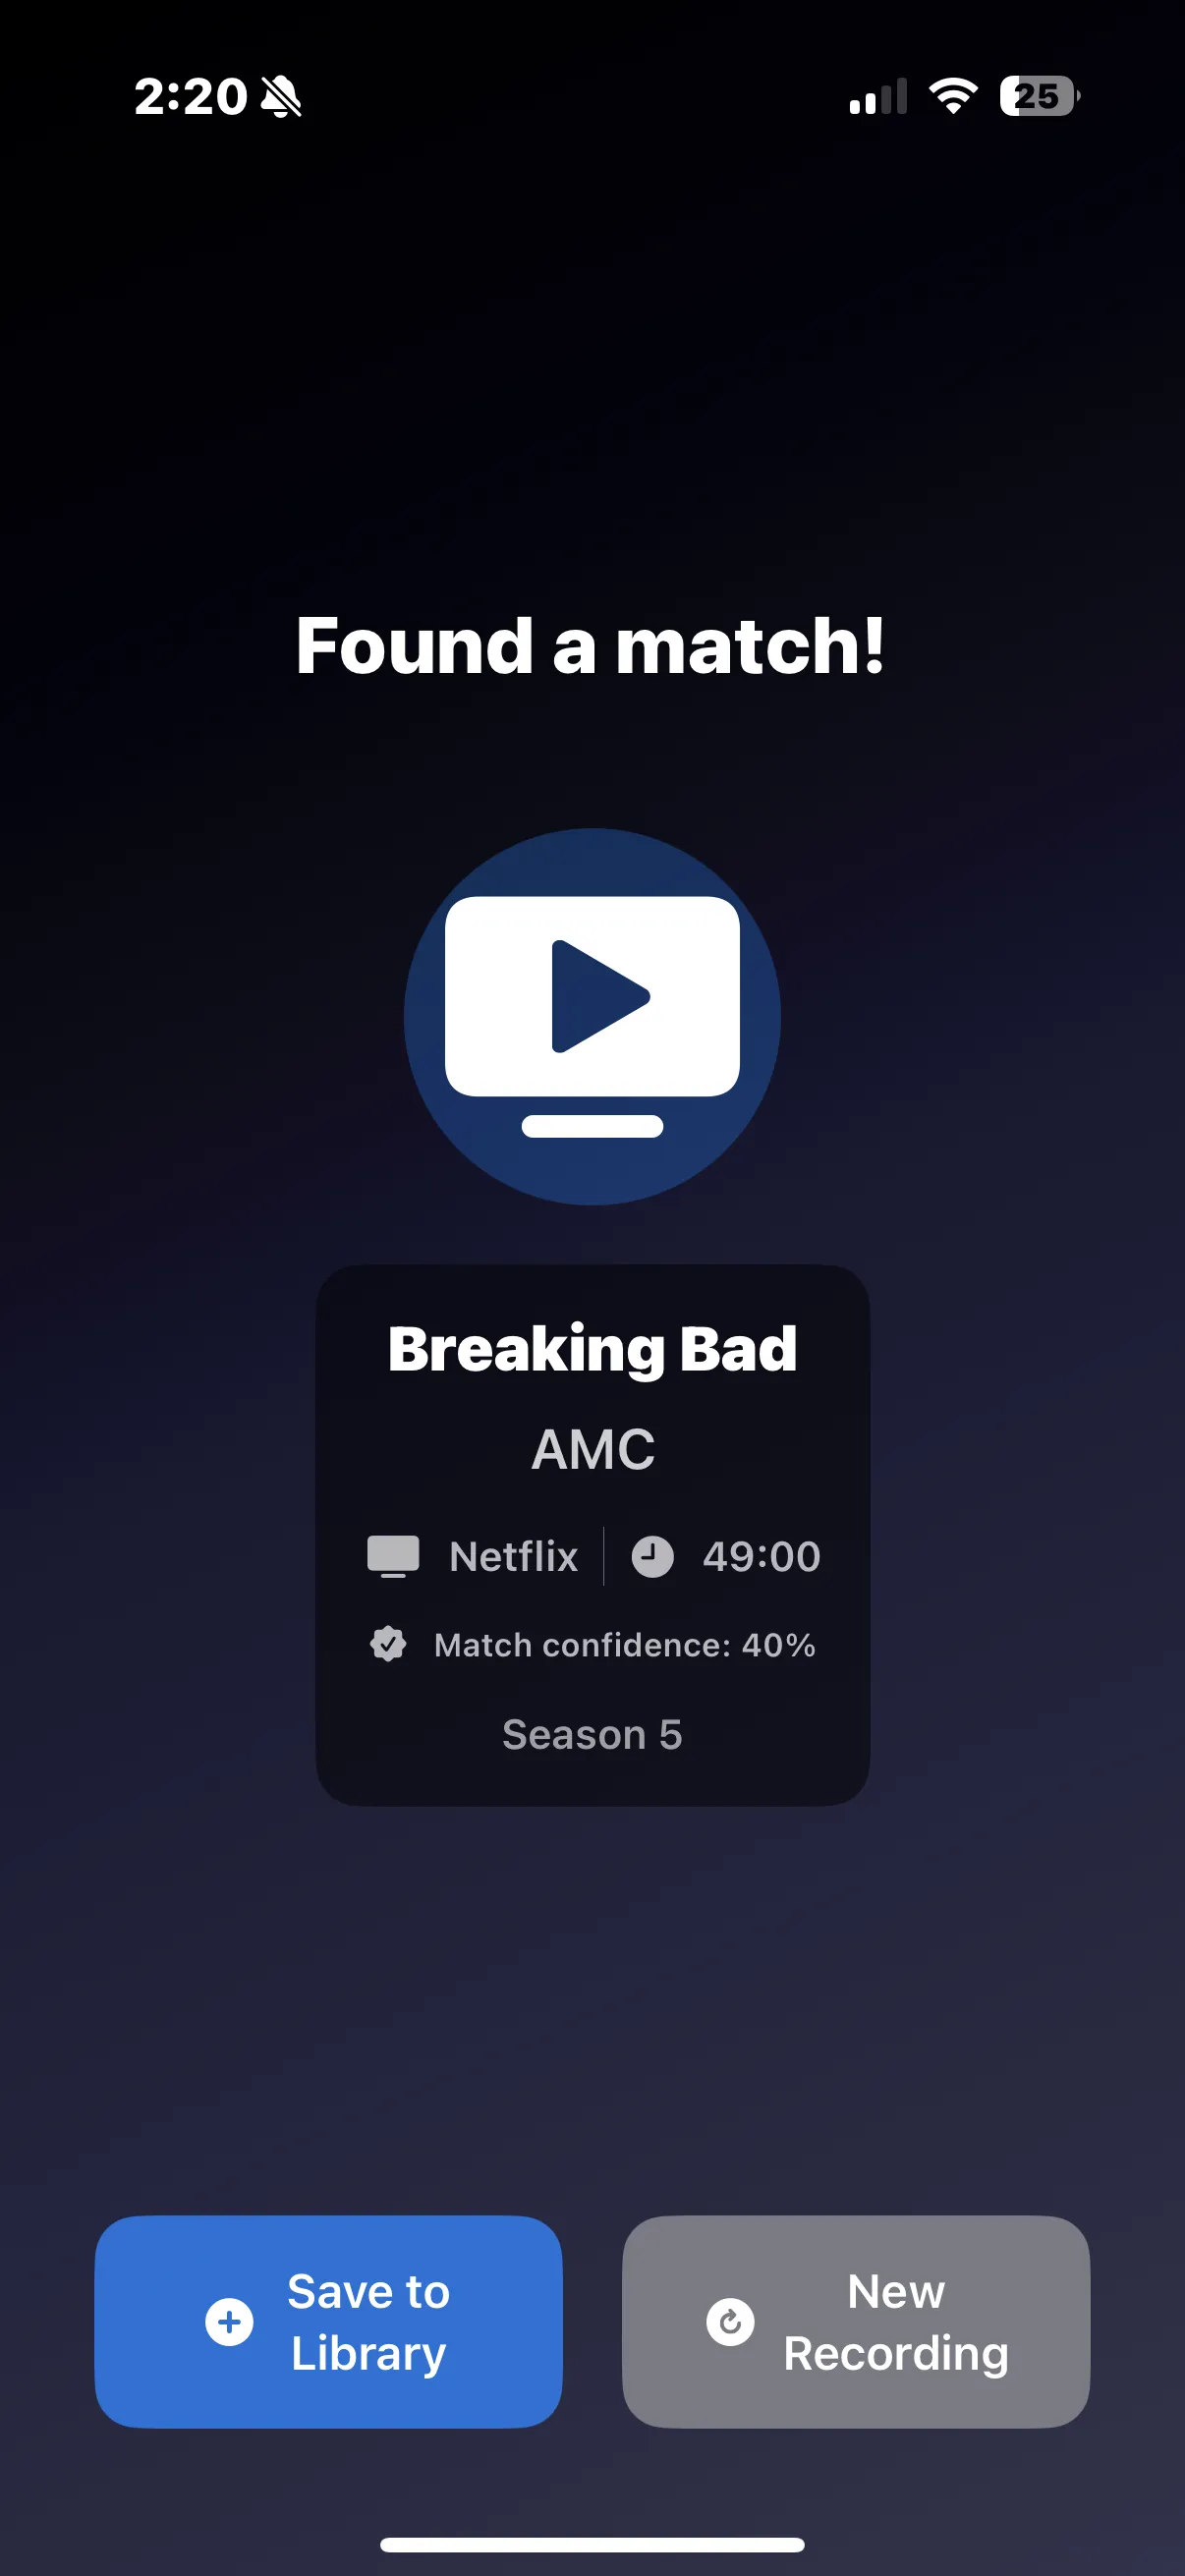 2:20
25
Found a match!
Breaking Bad
AMC
Netflix
49:00
Match confidence: 40%
Season 5
Save to
Library
New
Recording